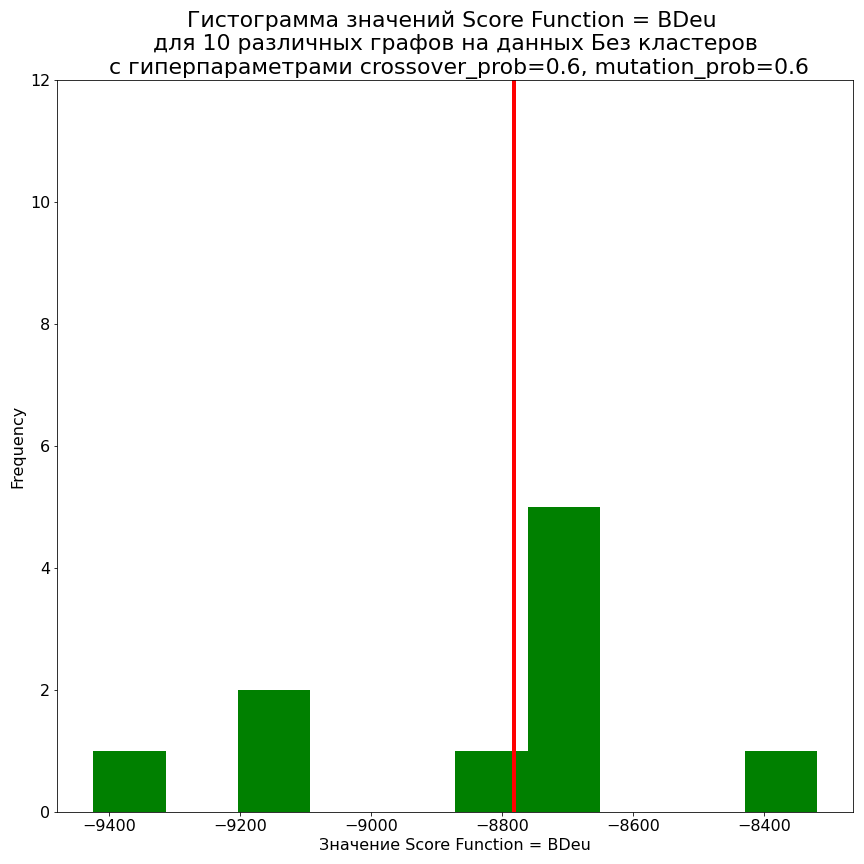 Гистограмма значений Score Function = BDeu
для 10 различных графов на данных Без кластеров
с гиперпараметрами crossover_prob=0.6, mutation_prob=0.6
12
10
8
6
4
2
0
Frequency
−9400 −9200 −9000 −8800 −8600 −8400
Значение Score Function = BDeu